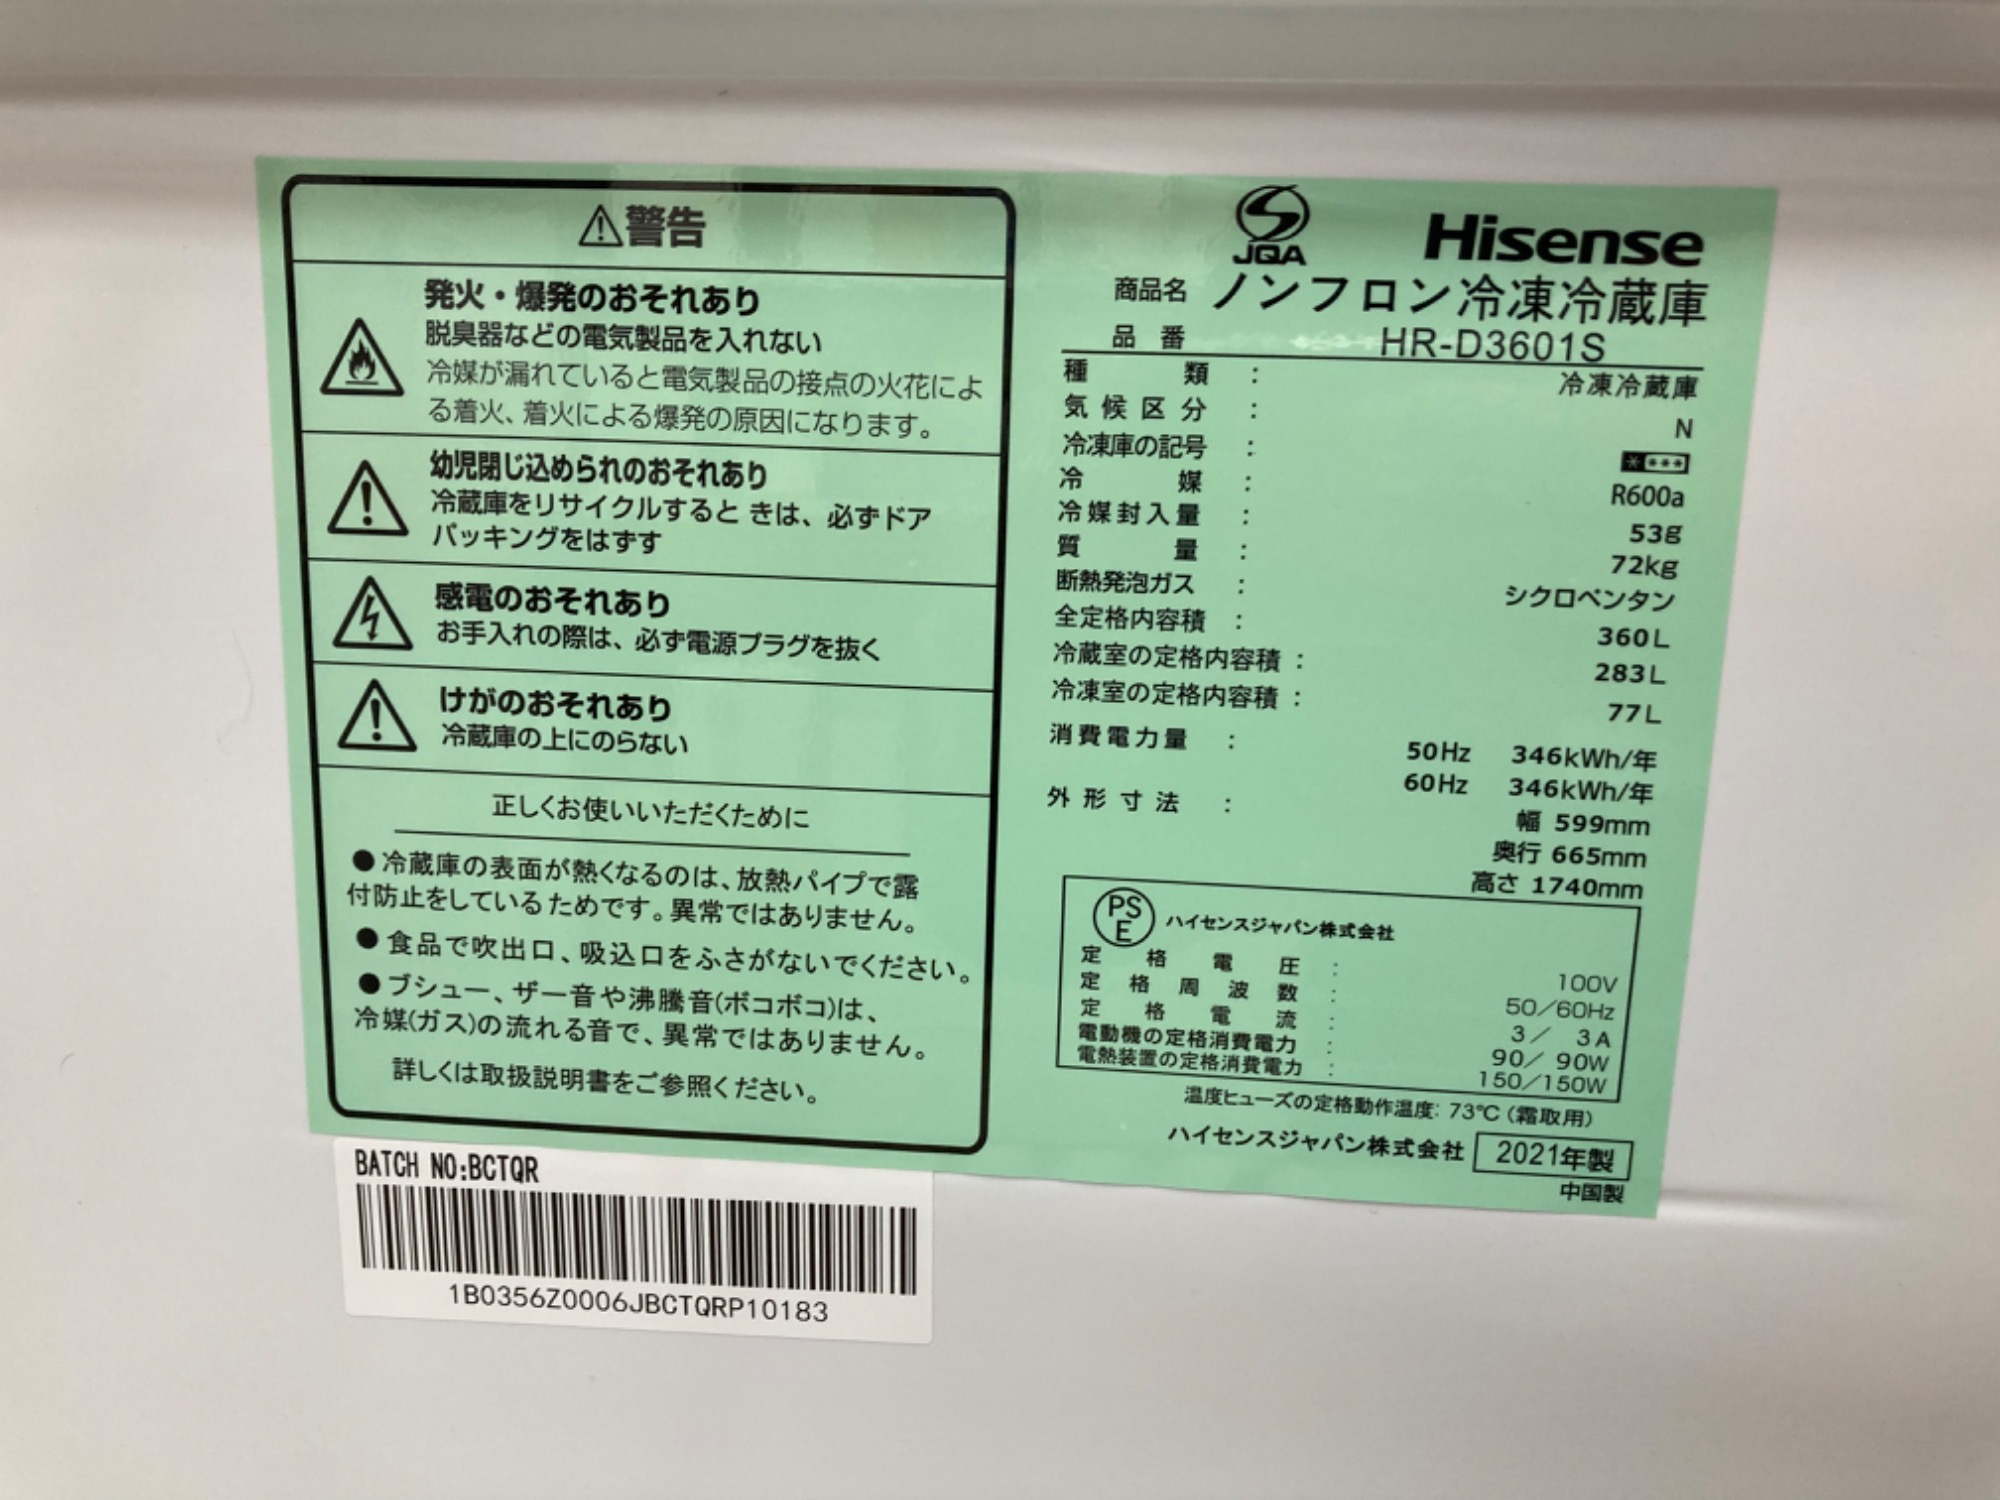 警告
発火・爆発のおそれあり
脱臭器などの電気製品を入れない
冷媒が漏れていると電気製品の接点の火花によ
る着火、着火による爆発の原因になります。
幼児閉じ込められのおそれあり
冷蔵庫をリサイクルすると きは、必ずドア
パッキングをはずす
感電のおそれあり
お手入れの際は、必ず電源プラグを抜く
けがのおそれあり
冷蔵庫の上にのらない
正しくお使いいただくために
●冷蔵庫の表面が熱くなるのは、放熱パイプで露
付防止をしているためです。異常ではありません。
●食品で吹出口、吸込口をふさがないでください。
●ブシュー、ザー音や沸騰音(ボコボコ)は、
冷媒(ガス)の流れる音で、異常ではありません。
詳しくは取扱説明書をご参照ください。
JQA Hisense
商品名 ノンフロン冷凍冷蔵庫
品番 HR-D3601S
種類 : 冷凍冷蔵庫
気候区分 : N
冷凍庫の記号 : * ***
冷媒 : R600a
冷媒封入量 : 53g
質量 : 72kg
断熱発泡ガス : シクロペンタン
全定格内容積 : 360L
冷蔵室の定格内容積 : 283L
冷凍室の定格内容積 : 77L
消費電力量 : 50Hz 346kWh/年
60Hz 346kWh/年
外形寸法 : 幅 599mm
奥行 665mm
高さ 1740mm
PSE ハイセンスジャパン株式会社
定格電圧 : 100V
定格周波数 : 50/60Hz
定格電流 : 3/ 3A
電動機の定格消費電力 : 90/ 90W
電熱装置の定格消費電力 : 150/150W
温度ヒューズの定格動作温度: 73℃(霜取用)
ハイセンスジャパン株式会社 2021年製
中国製
BATCH NO:BCTQR
1B0356Z0006JBCTQRP10183